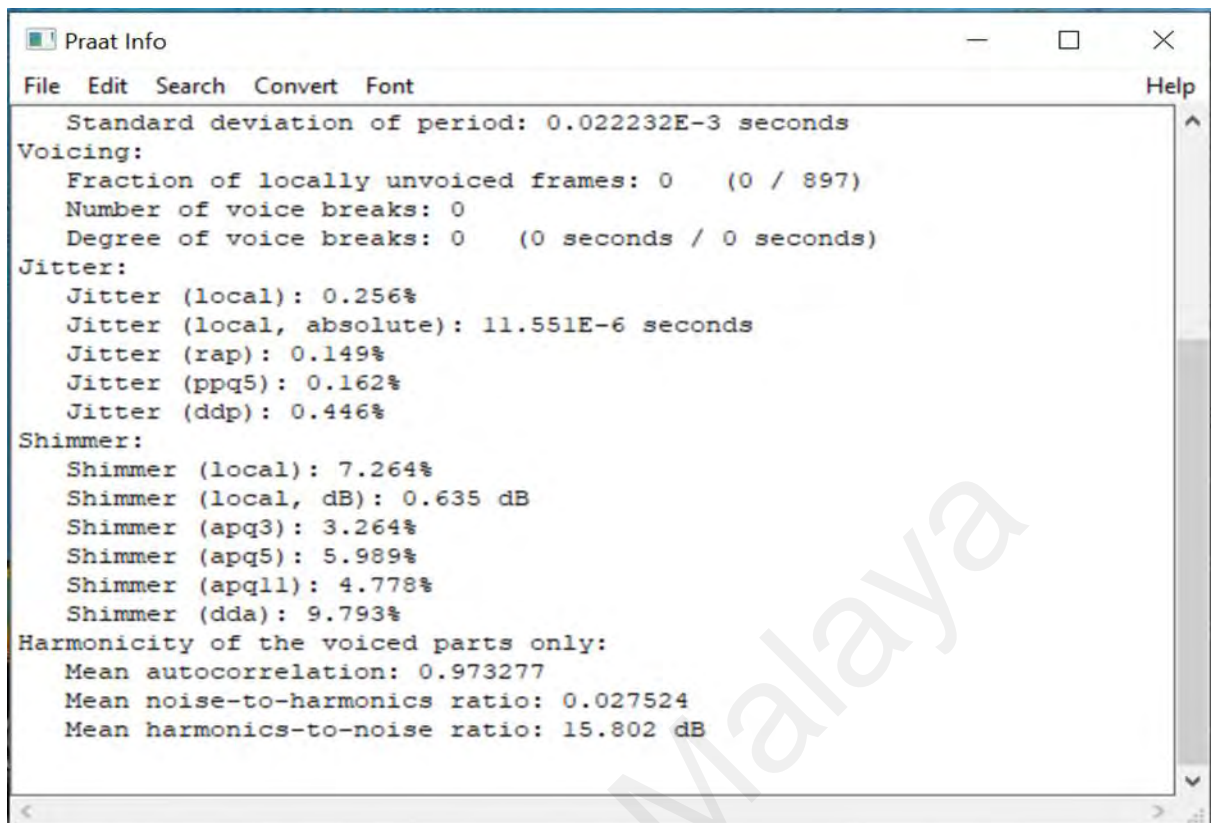 Praat Info
File Edit Search Convert Font Help
Standard deviation of period: 0.022232E-3 seconds
Voicing:
Fraction of locally unvoiced frames: 0 (0 / 897)
Number of voice breaks: 0
Degree of voice breaks: 0 (0 seconds / 0 seconds)
Jitter:
Jitter (local): 0.256%
Jitter (local, absolute): 11.551E-6 seconds
Jitter (rap): 0.149%
Jitter (ppq5): 0.162%
Jitter (ddp): 0.446%
Shimmer:
Shimmer (local): 7.264%
Shimmer (local, dB): 0.635 dB
Shimmer (apq3): 3.264%
Shimmer (apq5): 5.989%
Shimmer (apq11): 4.778%
Shimmer (dda): 9.793%
Harmonicity of the voiced parts only:
Mean autocorrelation: 0.973277
Mean noise-to-harmonics ratio: 0.027524
Mean harmonics-to-noise ratio: 15.802 dB
Malaya